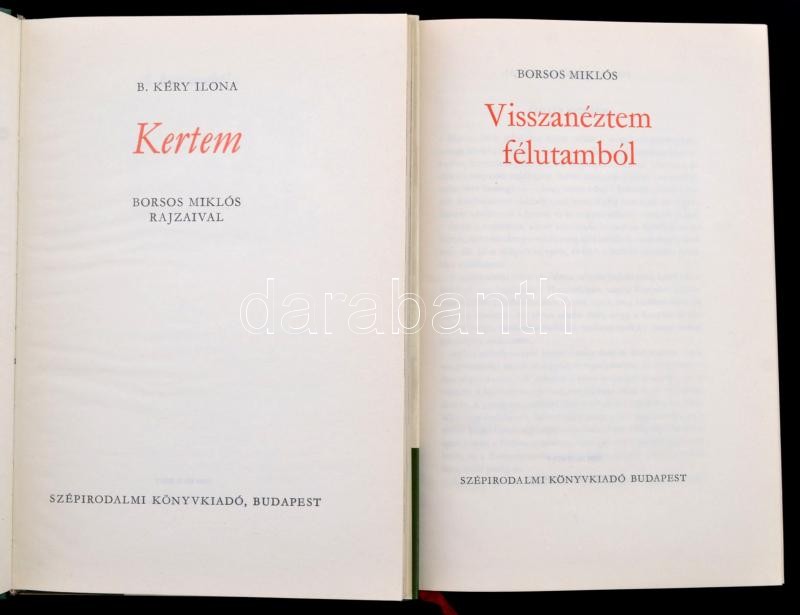 B. KÉRY ILONA
Kertem
BORSOS MIKLÓS
RAJZAIVAL
SZÉPIRODALMI KÖNYVKIADÓ, BUDAPEST
BORSOS MIKLÓS
Visszanéztem
félutamból
SZÉPIRODALMI KÖNYVKIADÓ BUDAPEST
darabanth